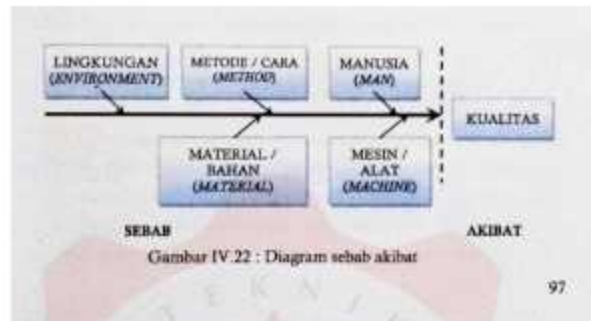 LINGKUNGAN
(ENVIRONMENT)
METODE / CARA
(METHOD)
MANUSIA
(MAN)
KUALITAS
MATERIAL /
BAHAN
(MATERIAL)
MESIN /
ALAT
(MACHINE)
SEBAB
AKIBAT
Gambar IV.22 : Diagram sebab akibat
97
TEKNI